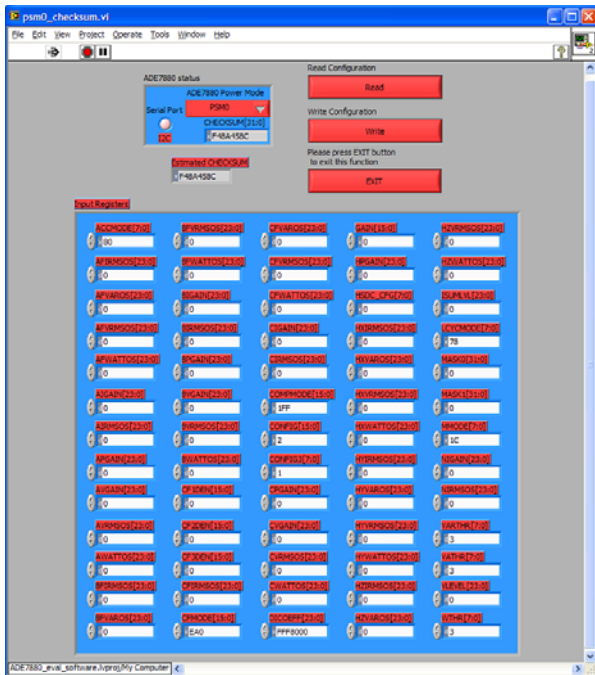 psm0_checksum.vi
File Edit View Project Operate Tools Window Help
ADE7880 status
ADE7880 Power Mode
Serial Port
PSM0
I2C
CHECKSUM[31:0]
F48A458C
Estimated CHECKSUM
F48A458C
Read Configuration
Read
Write Configuration
Write
Please press EXIT button
to exit this function
EXIT
Input Registers
ACCMODE[7:0] BFVRMSOS[23:0] CFVAROS[23:0] GAIN[15:0] HZVRMSOS[23:0]
80 0 0 0 0
AFIRMSOS[23:0] BFWATTOS[23:0] CFVRMSOS[23:0] HPGAIN[23:0] HZWATTOS[23:0]
0 0 0 0 0
AFVAROS[23:0] BIGAIN[23:0] CFWATTOS[23:0] HSDC_CFG[7:0] ISUMLVL[23:0]
0 0 0 0 0
AFVRMSOS[23:0] BIRMSOS[23:0] CIGAIN[23:0] HXIRMSOS[23:0] LCYCMODE[7:0]
0 0 0 0 78
AFWATTOS[23:0] BPGAIN[23:0] CIRMSOS[23:0] HXVAROS[23:0] MASK0[31:0]
0 0 0 0 0
AIGAIN[23:0] BVGAIN[23:0] COMPMODE[15:0] HXVRMSOS[23:0] MASK1[31:0]
0 0 1FF 0 0
AIRMSOS[23:0] BVRMSOS[23:0] CONFIG[15:0] HXWATTOS[23:0] MMODE[7:0]
0 0 2 0 1C
APGAIN[23:0] BWATTOS[23:0] CONFIG3[7:0] HYIRMSOS[23:0] NIGAIN[23:0]
0 0 1 0 0
AVGAIN[23:0] CF1DEN[15:0] CPGAIN[23:0] HYVAROS[23:0] NIRMSOS[23:0]
0 0 0 0 0
AVRMSOS[23:0] CF2DEN[15:0] CVGAIN[23:0] HYVRMSOS[23:0] VARTHR[7:0]
0 0 0 0 3
AWATTOS[23:0] CF3DEN[15:0] CVRMSOS[23:0] HYWATTOS[23:0] VATHR[7:0]
0 0 0 0 3
BFIRMSOS[23:0] CFIRMSOS[23:0] CWATTOS[23:0] HZIRMSOS[23:0] VLEVEL[23:0]
0 0 0 0 0
BFVAROS[23:0] CFMODE[15:0] DICOEFF[23:0] HZVAROS[23:0] WTHR[7:0]
0 EA0 FFF8000 0 3
ADE7880_eval_software.lvproj/My Computer